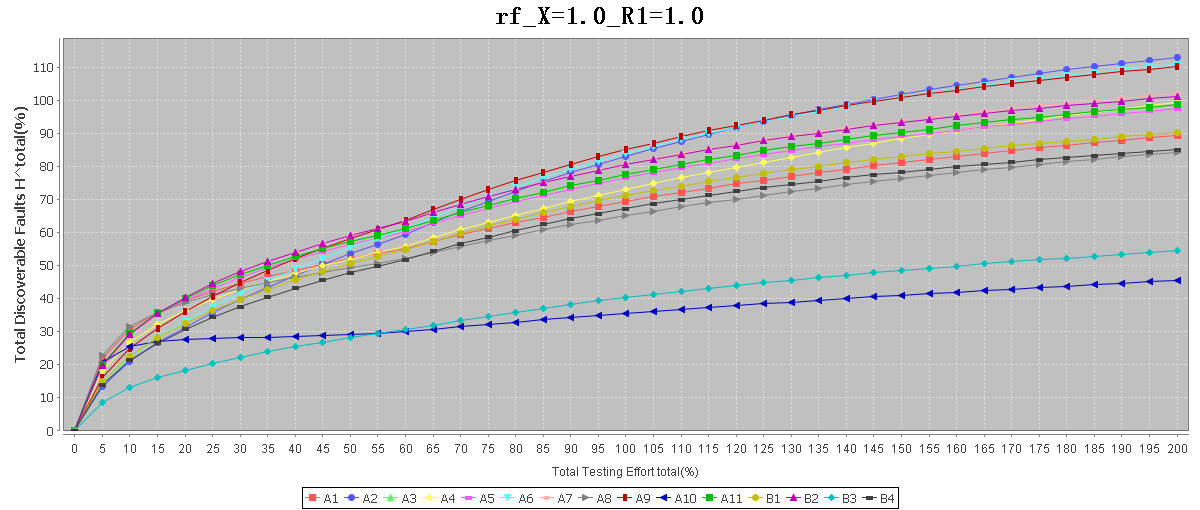 rf_X=1.0_R1=1.0
Total Discoverable Faults H^total(%)
110
100
90
80
70
60
50
40
30
20
10
0
0 5 10 15 20 25 30 35 40 45 50 55 60 65 70 75 80 85 90 95 100 105 110 115 120 125 130 135 140 145 150 155 160 165 170 175 180 185 190 195 200
Total Testing Effort total(%)
A1 A2 A3 A4 A5 A6 A7 A8 A9 A10 A11 B1 B2 B3 B4